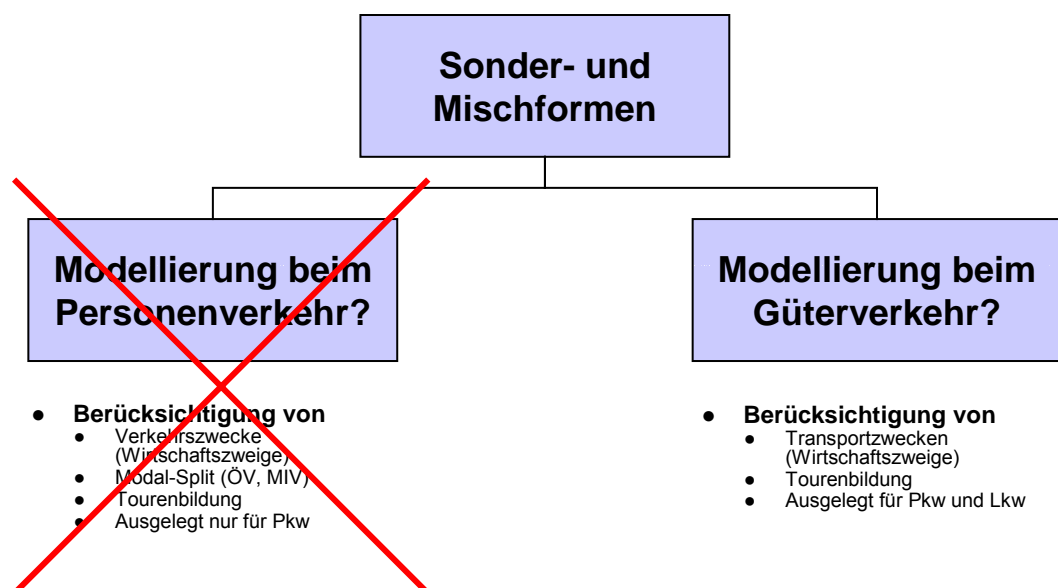 Sonder- und
Mischformen
Modellierung beim
Personenverkehr?
Modellierung beim
Güterverkehr?
● Berücksichtigung von
● Verkehrszwecke
(Wirtschaftszweige)
● Modal-Split (ÖV, MIV)
● Tourenbildung
● Ausgelegt nur für Pkw
● Berücksichtigung von
● Transportzwecken
(Wirtschaftszweige)
● Tourenbildung
● Ausgelegt für Pkw und Lkw